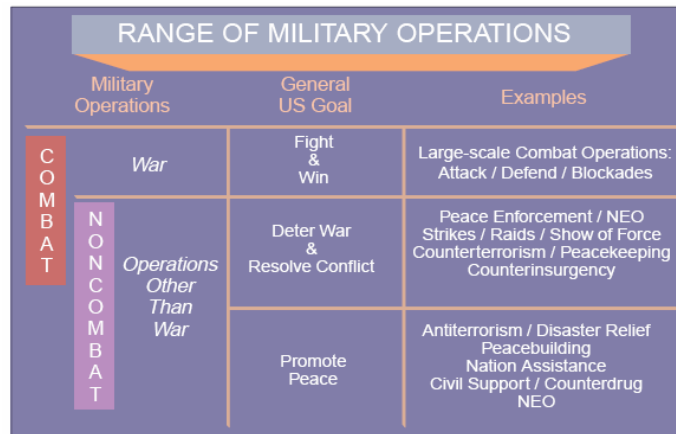 RANGE OF MILITARY OPERATIONS
Military
Operations
General
US Goal
Examples
COMBAT
War
Fight
&
Win
Large-scale Combat Operations:
Attack / Defend / Blockades
NONCOMBAT
Operations
Other
Than
War
Deter War
&
Resolve Conflict
Peace Enforcement / NEO
Strikes / Raids / Show of Force
Counterterrorism / Peacekeeping
Counterinsurgency
Promote
Peace
Antiterrorism / Disaster Relief
Peacebuilding
Nation Assistance
Civil Support / Counterdrug
NEO